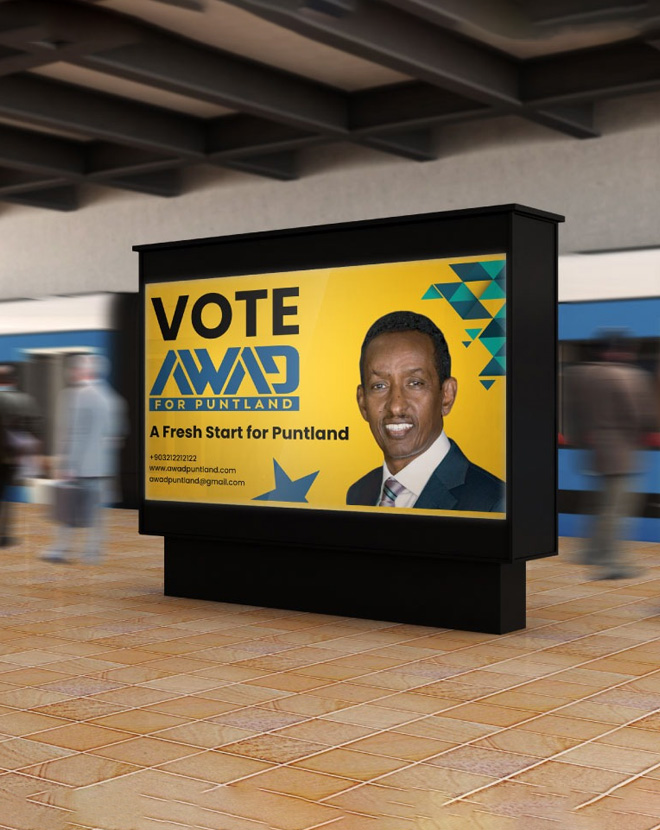 VOTE
AWAD
FOR PUNTLAND
A Fresh Start for Puntland
+903212212122
www.awadpuntland.com
awadpuntland@gmail.com